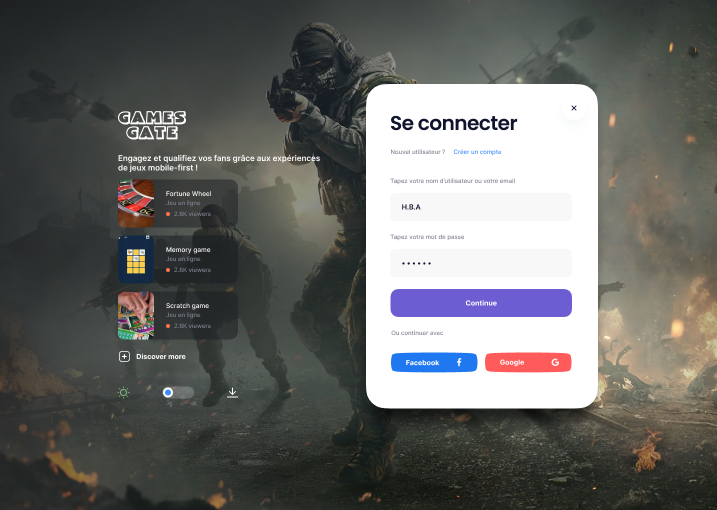 GAMES
GATE
Engagez et qualifiez vos fans grâce aux expériences
de jeux mobile-first !
Fortune Wheel
Jeu en ligne
2.8K viewers
Memory game
Jeu en ligne
2.8K viewers
Scratch game
Jeu en ligne
2.8K viewers
Discover more
Se connecter
Nouvel utilisateur ? Créer un compte
Tapez votre nom d'utilisateur ou votre email
H.B.A
Tapez votre mot de passe
Continue
Ou continuer avec
Facebook
Google